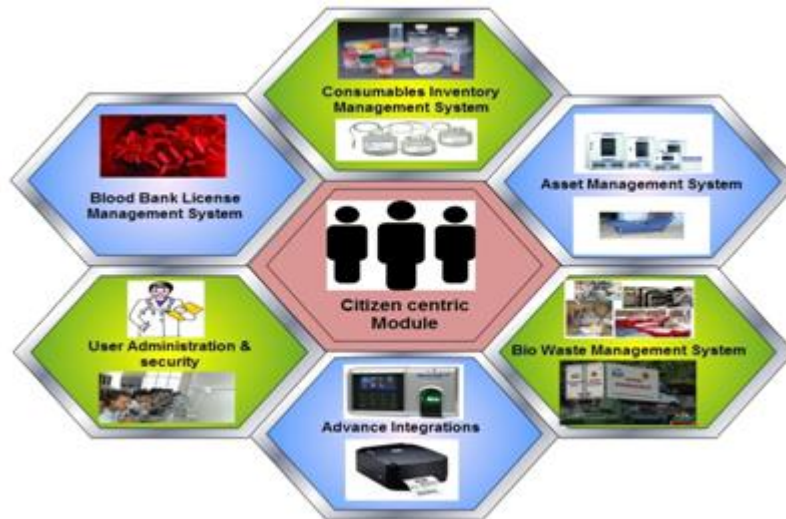 Consumables Inventory
Management System
Blood Bank License
Management System
Asset Management System
Citizen centric
Module
User Administration &
security
Bio Waste Management System
Advance Integrations